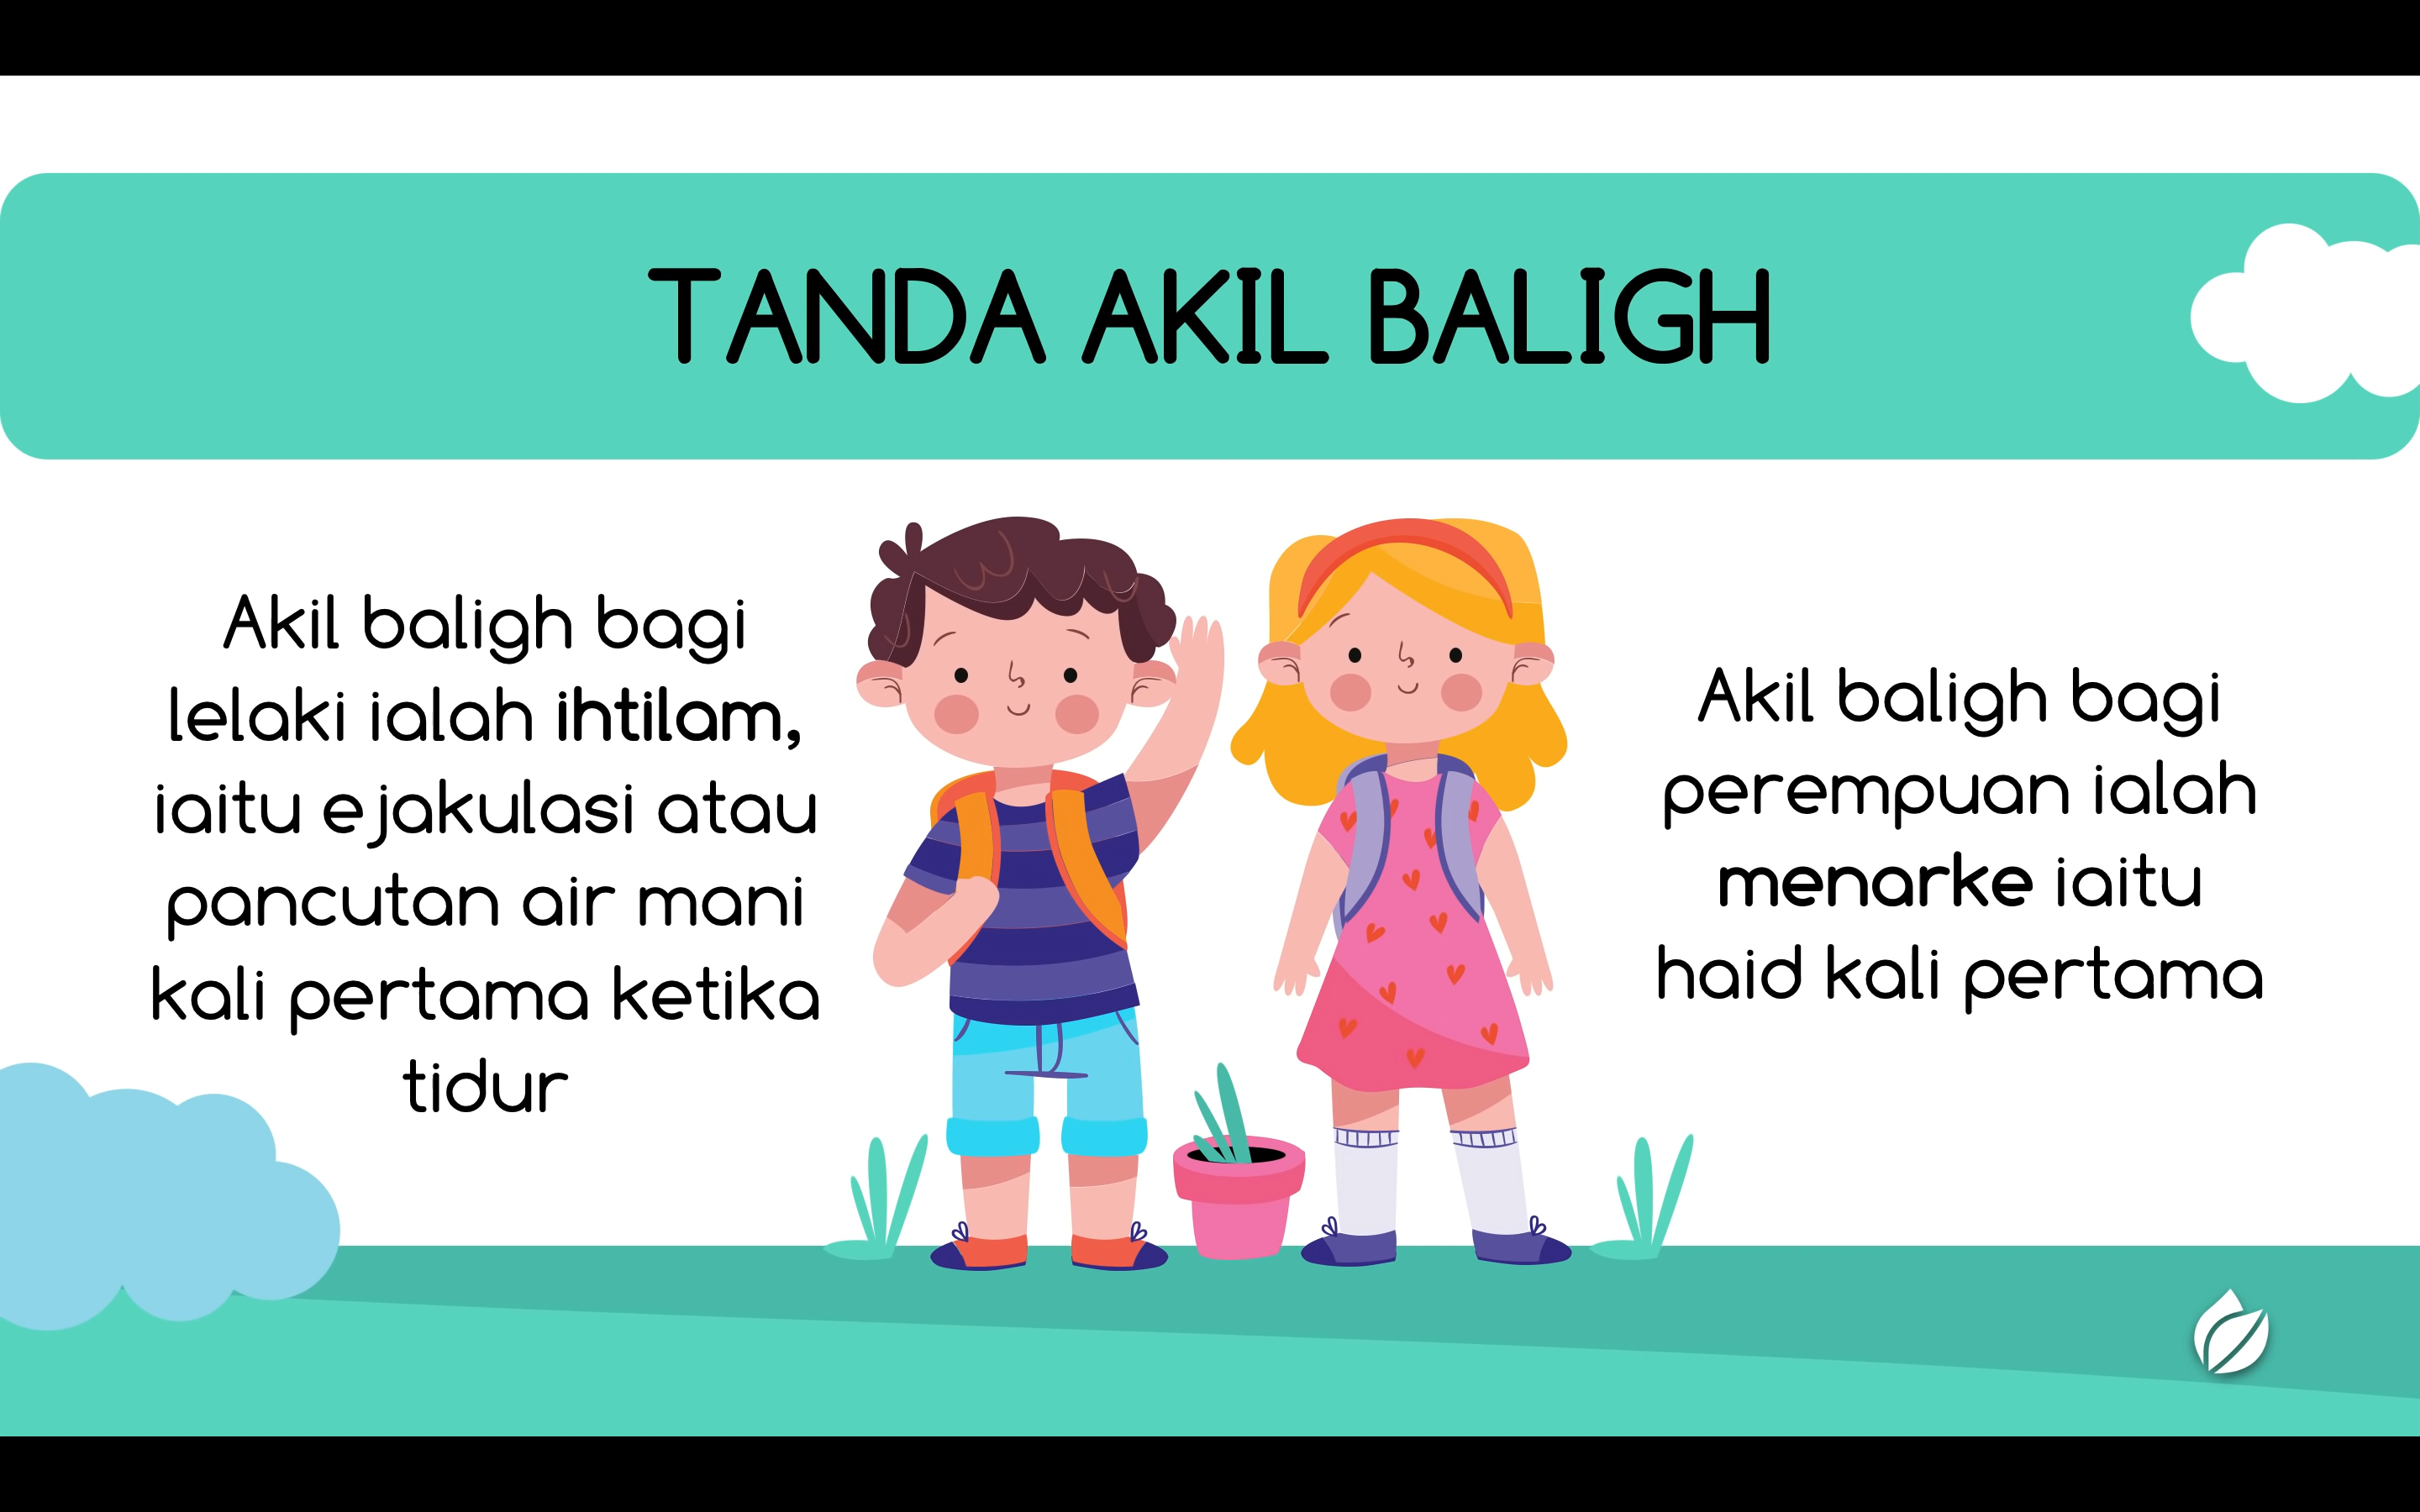 TANDA AKIL BALIGH
Akil baligh bagi
lelaki ialah ihtilam,
iaitu ejakulasi atau
pancutan air mani
kali pertama ketika
tidur
Akil baligh bagi
perempuan ialah
menarke iaitu
haid kali pertama